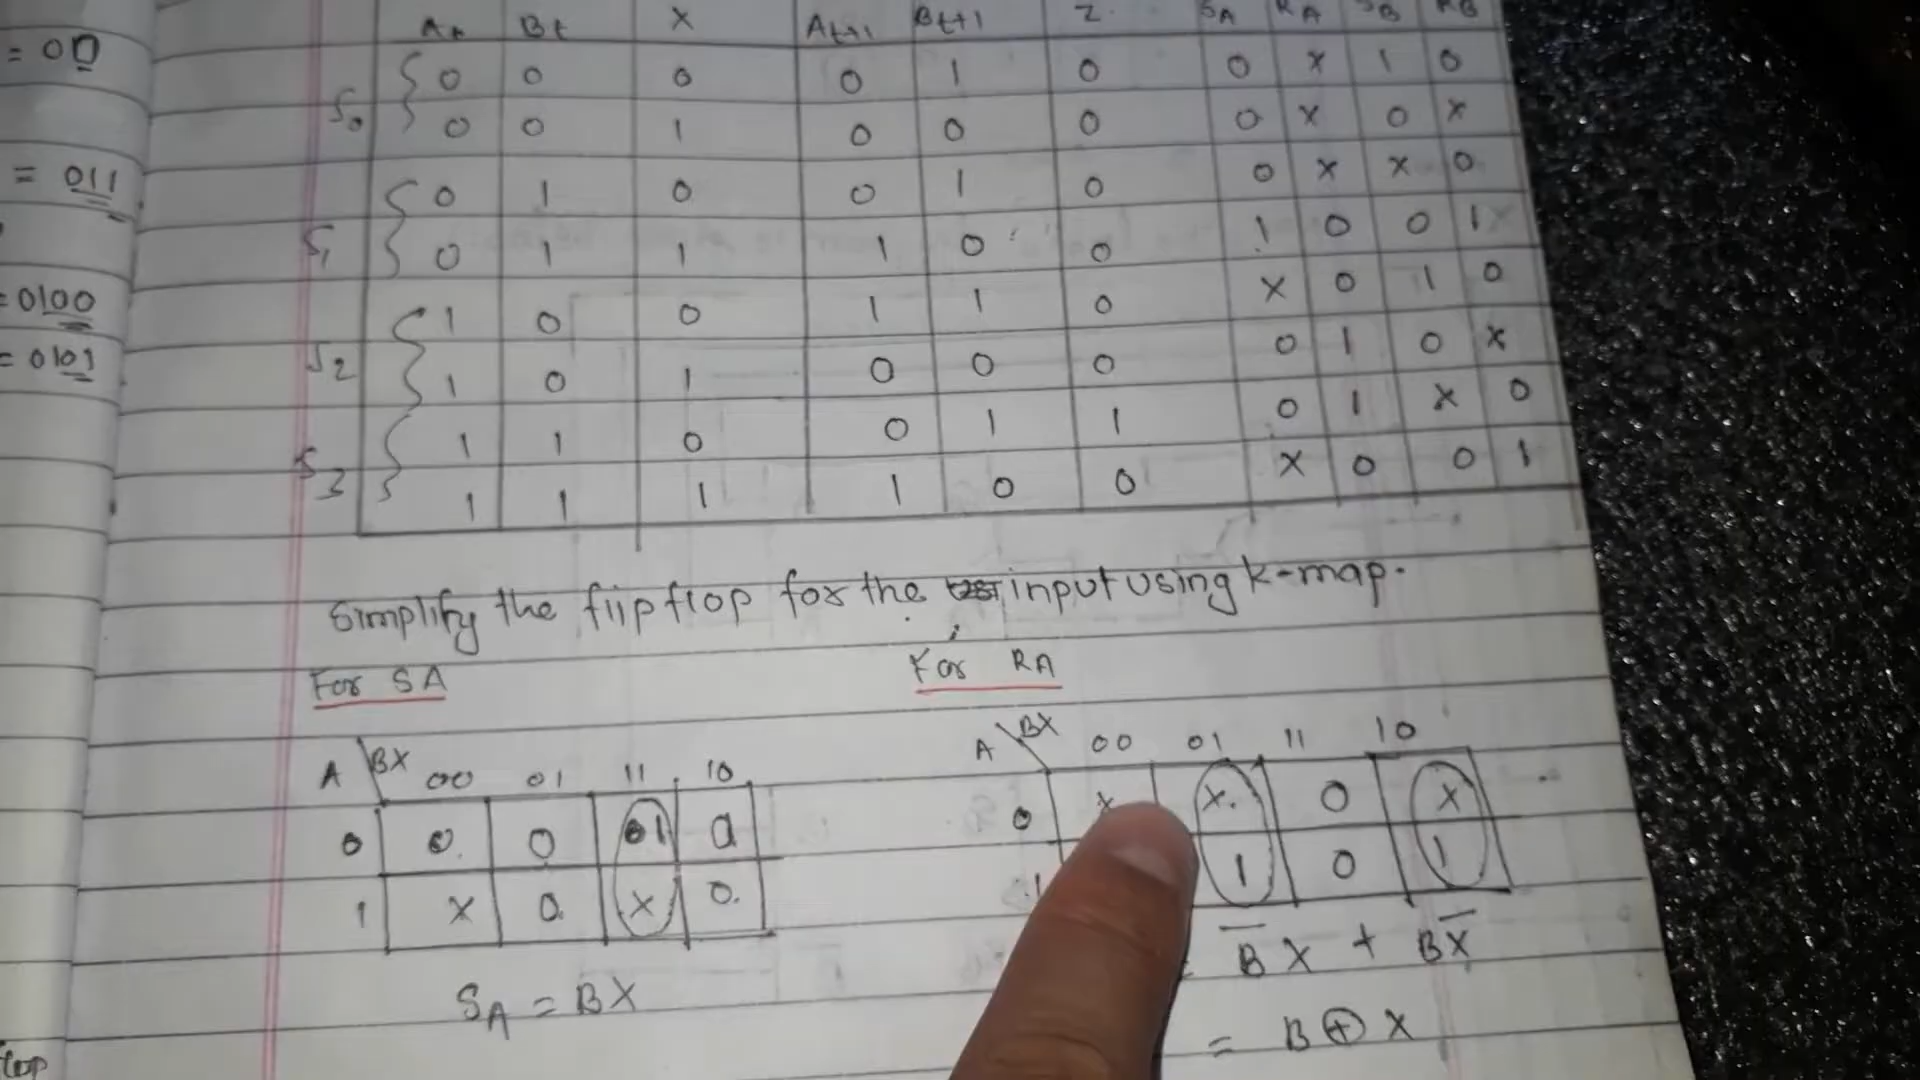 = 00
= 011
= 0100
= 0101
At Bt X At+1 Bt+1 Z SA RA SB RB
S0 0 0 0 0 1 0 0 x 1 0
0 0 1 0 0 0 0 x 0 x
S1 0 1 0 0 1 0 0 x x 0
0 1 1 1 0 0 1 0 0 1
S2 1 0 0 1 1 0 x 0 1 0
1 0 1 0 0 0 0 1 0 x
S3 1 1 0 0 1 1 0 1 x 0
1 1 1 1 0 0 x 0 0 1
Simplify the flipflop for the input using k-map.
For SA
For RA
A BX 00 01 11 10
0 0 0 1 0
1 x 0 x 0
SA = BX
A BX 00 01 11 10
0 x x 0 x
1 1 0 1
= B̅X + BX̅
= B ⊕ X